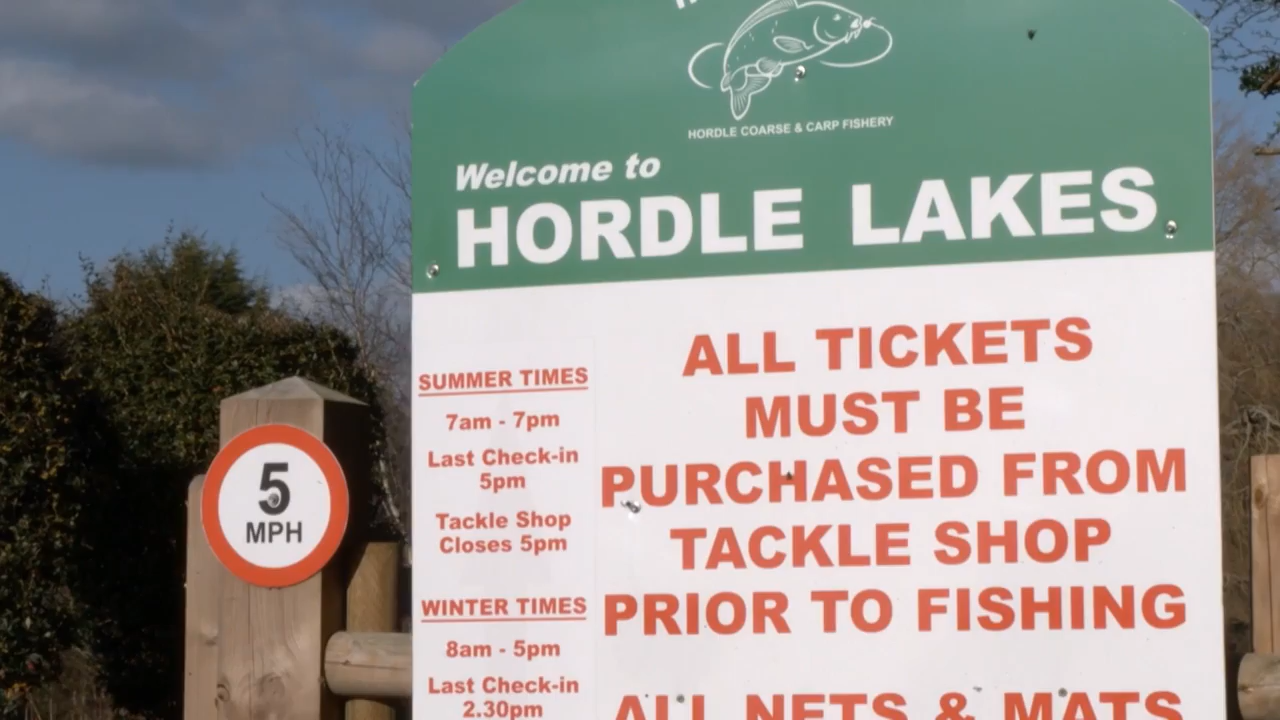 HORDLE COARSE & CARP FISHERY
Welcome to
HORDLE LAKES
SUMMER TIMES
7am - 7pm
Last Check-in
5pm
Tackle Shop
Closes 5pm
WINTER TIMES
8am - 5pm
Last Check-in
2.30pm
ALL TICKETS
MUST BE
PURCHASED FROM
TACKLE SHOP
PRIOR TO FISHING
ALL NETS & MATS
5
MPH